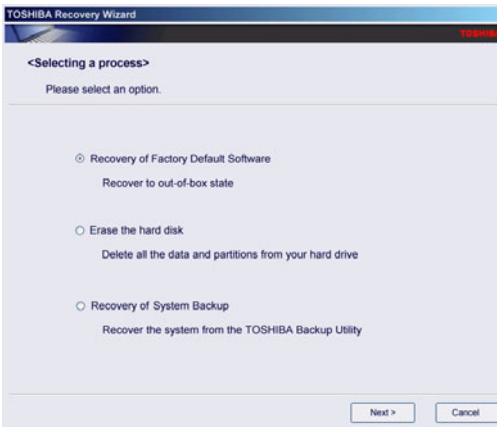 TOSHIBA Recovery Wizard
TOSHIBA
<Selecting a process>
Please select an option.
Recovery of Factory Default Software
Recover to out-of-box state
Erase the hard disk
Delete all the data and partitions from your hard drive
Recovery of System Backup
Recover the system from the TOSHIBA Backup Utility
Next >
Cancel